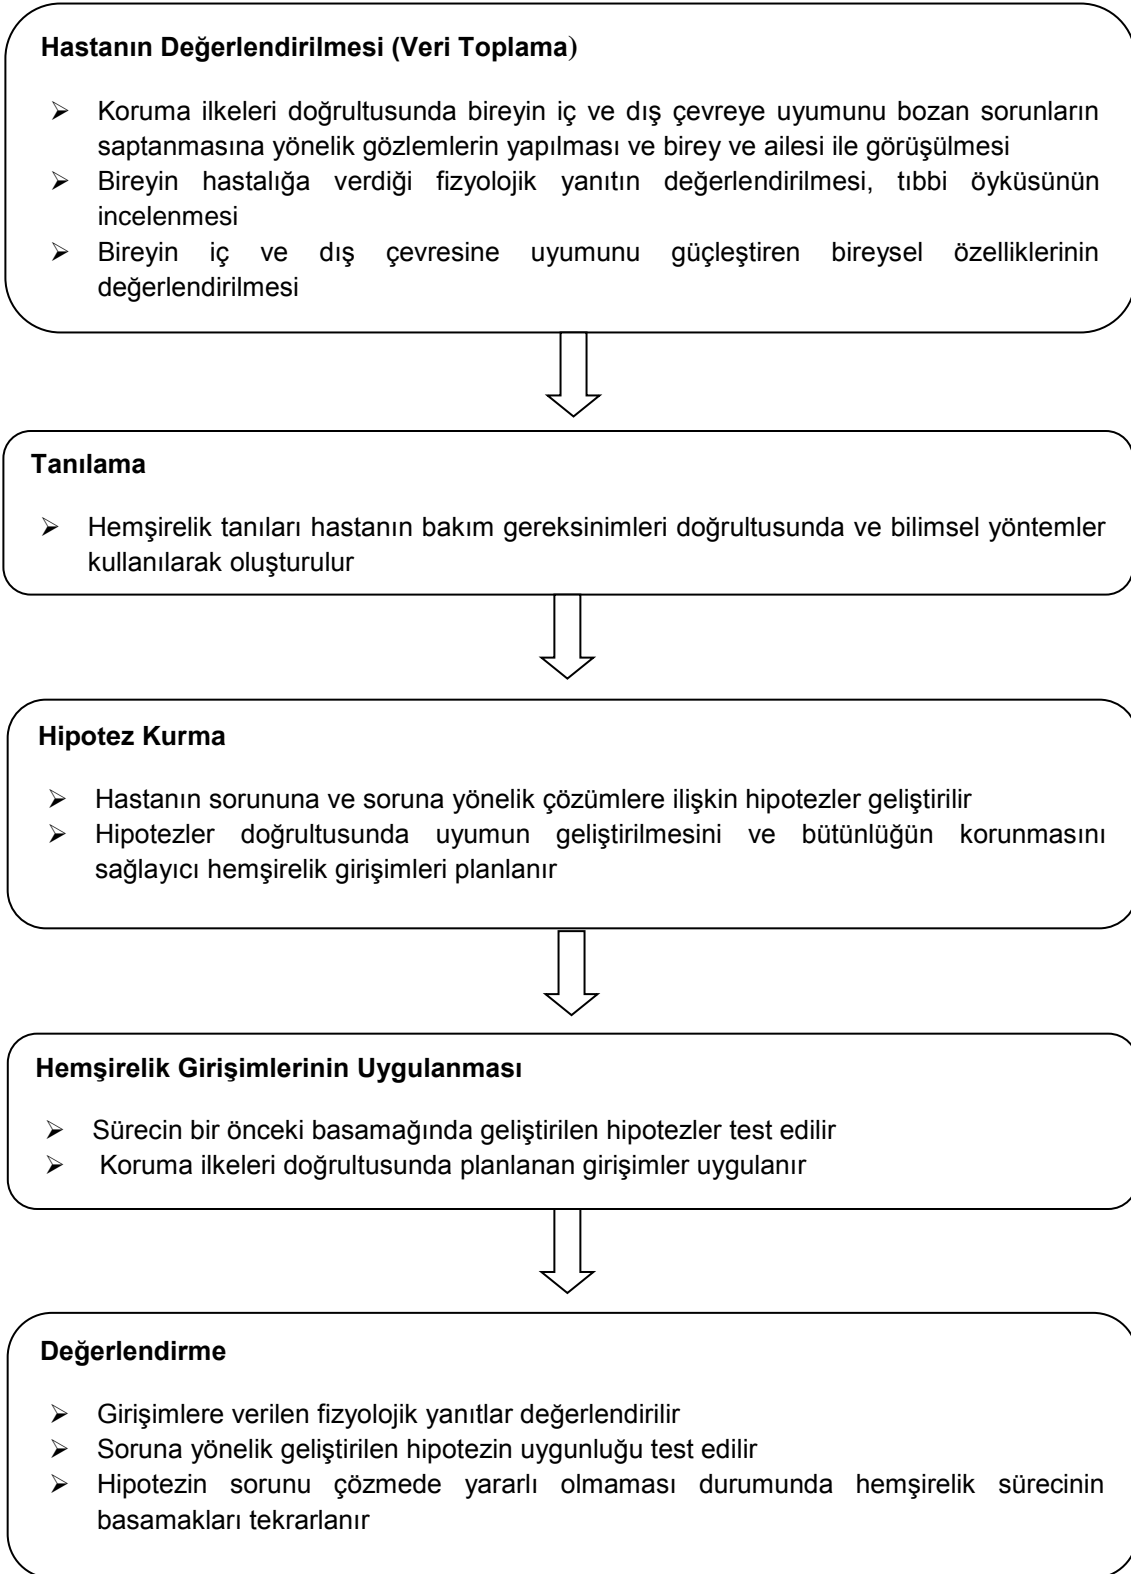 Hastanın Değerlendirilmesi (Veri Toplama)
➢ Koruma ilkeleri doğrultusunda bireyin iç ve dış çevreye uyumunu bozan sorunların
saptanmasına yönelik gözlemlerin yapılması ve birey ve ailesi ile görüşülmesi
➢ Bireyin hastalığa verdiği fizyolojik yanıtın değerlendirilmesi, tıbbi öyküsünün
incelenmesi
➢ Bireyin iç ve dış çevresine uyumunu güçleştiren bireysel özelliklerinin
değerlendirilmesi
Tanılama
➢ Hemşirelik tanıları hastanın bakım gereksinimleri doğrultusunda ve bilimsel yöntemler
kullanılarak oluşturulur
Hipotez Kurma
➢ Hastanın sorununa ve soruna yönelik çözümlere ilişkin hipotezler geliştirilir
➢ Hipotezler doğrultusunda uyumun geliştirilmesini ve bütünlüğün korunmasını
sağlayıcı hemşirelik girişimleri planlanır
Hemşirelik Girişimlerinin Uygulanması
➢ Sürecin bir önceki basamağında geliştirilen hipotezler test edilir
➢ Koruma ilkeleri doğrultusunda planlanan girişimler uygulanır
Değerlendirme
➢ Girişimlere verilen fizyolojik yanıtlar değerlendirilir
➢ Soruna yönelik geliştirilen hipotezin uygunluğu test edilir
➢ Hipotezin sorunu çözmede yararlı olmaması durumunda hemşirelik sürecinin
basamakları tekrarlanır